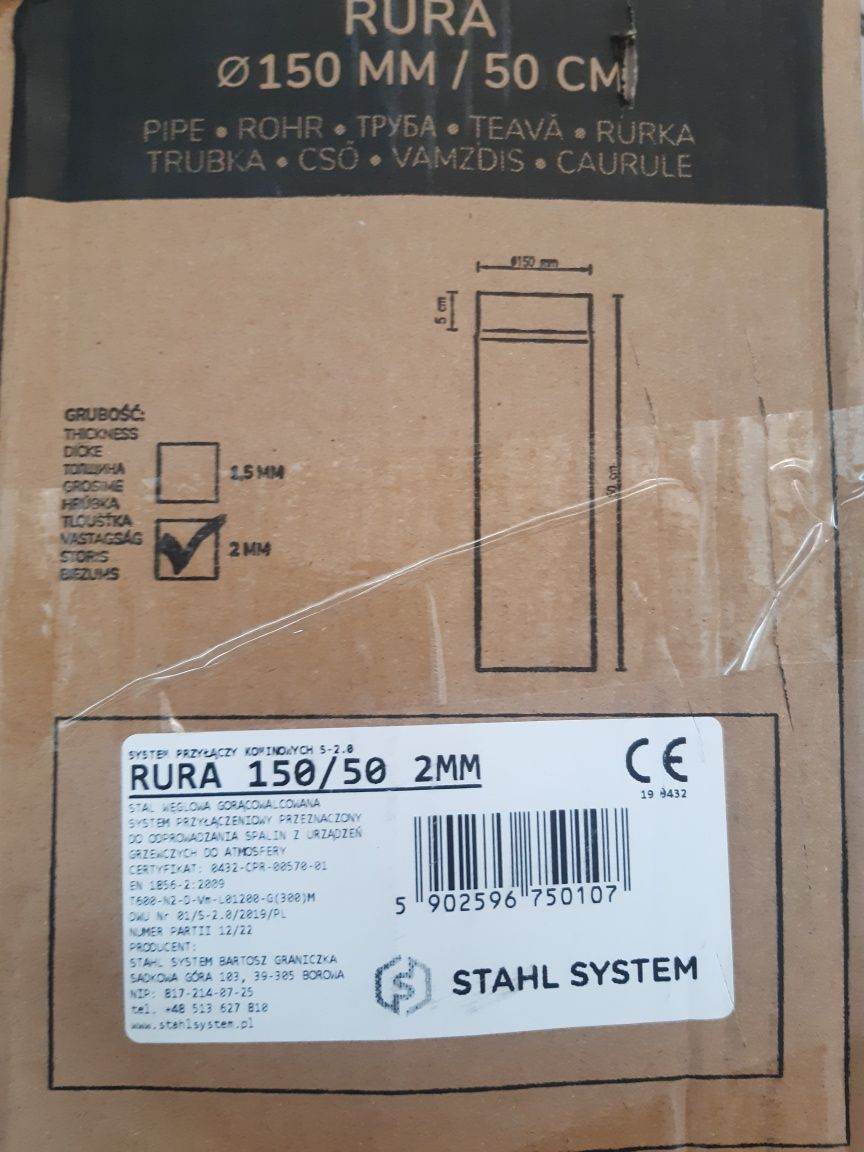 RURA
Ø150 MM / 50 CM
PIPE • ROHR • ТРУБА • ȚEAVĂ • RÚRKA
TRUBKA • CSŐ • VAMZDIS • CAURULE
Ø150 mm
5 cm
50 cm
GRUBOŚĆ:
THICKNESS
DICKE
ТОЛЩИНА
GROSIME
HRÚBKA
TLOUŠŤKA
VASTAGSÁG
STORIS
BIEZUMS
1,5 MM
2 MM
SYSTEM PRZYŁĄCZY KOMINOWYCH S-2.0
RURA 150/50 2MM
STAL WĘGLOWA GORĄCOWALCOWANA
SYSTEM PRZYŁĄCZENIOWY PRZEZNACZONY
DO ODPROWADZANIA SPALIN Z URZĄDZEŃ
GRZEWCZYCH DO ATMOSFERY
CERTYFIKAT: 0432-CPR-00570-01
EN 1856-2:2009
T600-N2-D-Vm-L01200-G(300)M
DWU Nr 01/S-2.0/2019/PL
NUMER PARTII 12/22
PRODUCENT:
STAHL SYSTEM BARTOSZ GRANICZKA
SADKOWA GÓRA 103, 39-305 BOROWA
NIP: 817-214-07-25
tel. +48 513 627 810
www.stahlsystem.pl
CE
19 0432
5 902596 750107
STAHL SYSTEM